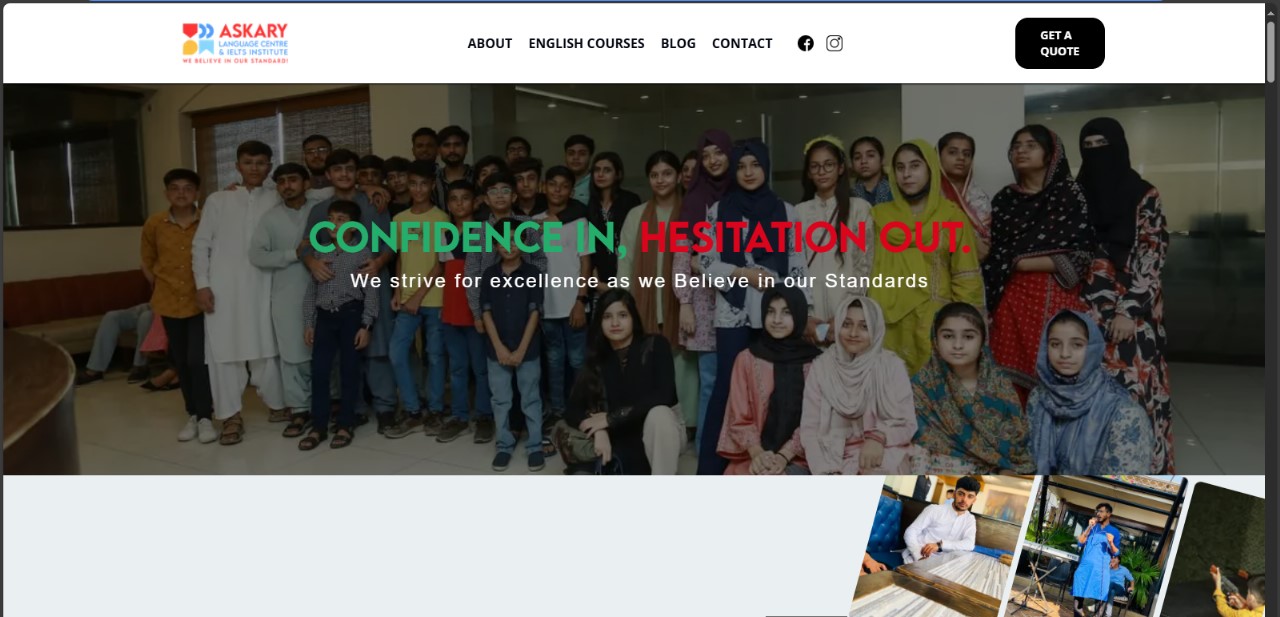 ASKARY
LANGUAGE CENTRE
& IELTS INSTITUTE
WE BELIEVE IN OUR STANDARD!
ABOUT ENGLISH COURSES BLOG CONTACT
GET A
QUOTE
CONFIDENCE IN, HESITATION OUT.
We strive for excellence as we Believe in our Standards